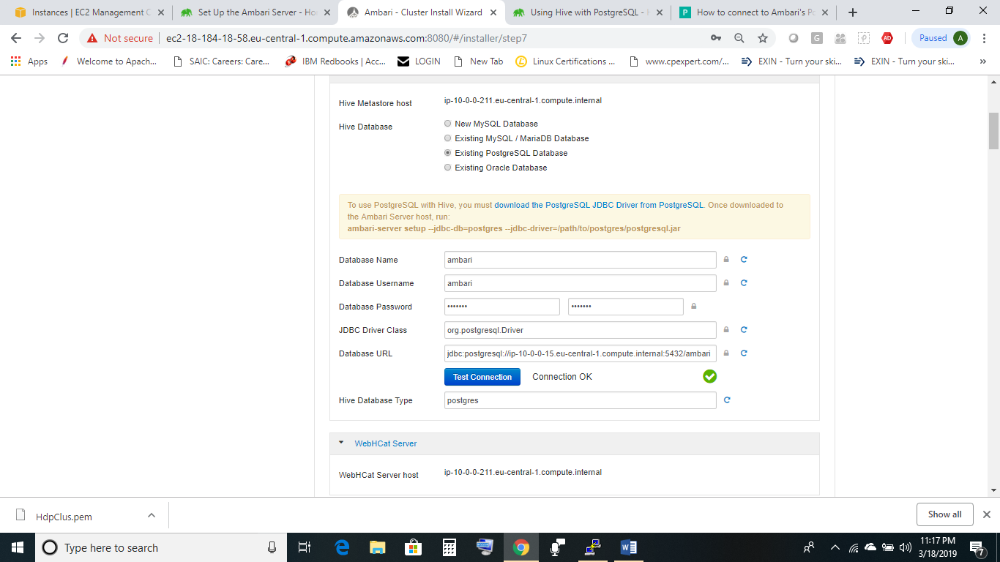 Instances | EC2 Management C
Set Up the Ambari Server - Ho
Ambari - Cluster Install Wizard
Using Hive with PostgreSQL - H
P How to connect to Ambari's Po
Not secure | ec2-18-184-18-58.eu-central-1.compute.amazonaws.com:8080/#/installer/step7
G
AD
Paused A
Apps
Welcome to Apach...
SAIC: Careers: Care...
IBM Redbooks | Acc...
LOGIN
New Tab
Linux Certifications ...
www.cpexpert.com/...
EXIN - Turn your ski...
EXIN - Turn your ski...
»
Hive Metastore host ip-10-0-0-211.eu-central-1.compute.internal
Hive Database New MySQL Database
Existing MySQL / MariaDB Database
Existing PostgreSQL Database
Existing Oracle Database
To use PostgreSQL with Hive, you must download the PostgreSQL JDBC Driver from PostgreSQL. Once downloaded to
the Ambari Server host, run:
ambari-server setup --jdbc-db=postgres --jdbc-driver=/path/to/postgres/postgresql.jar
Database Name ambari
Database Username ambari
Database Password ••••••• •••••••
JDBC Driver Class org.postgresql.Driver
Database URL jdbc:postgresql://ip-10-0-0-15.eu-central-1.compute.internal:5432/ambari
Test Connection Connection OK
Hive Database Type postgres
WebHCat Server
WebHCat Server host ip-10-0-0-211.eu-central-1.compute.internal
HdpClus.pem
Show all
Type here to search
11:17 PM
3/18/2019
7